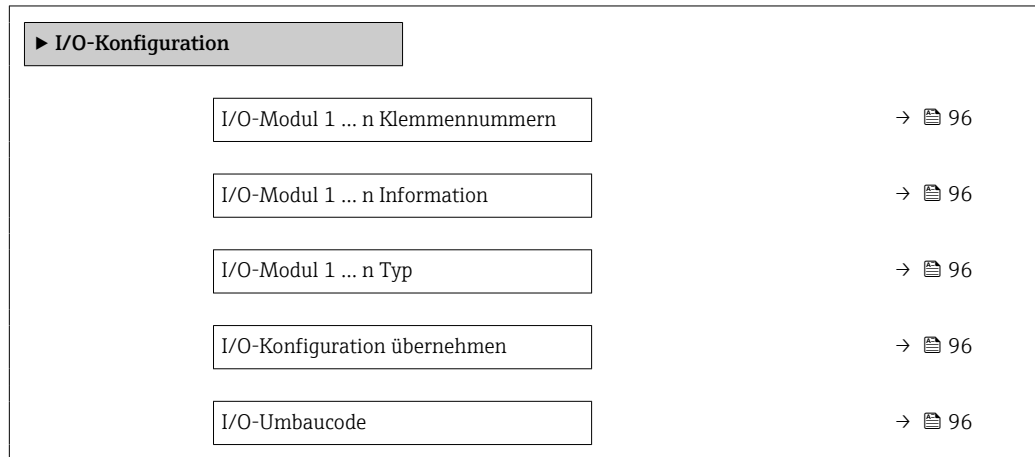 ► I/O-Konfiguration
I/O-Modul 1 … n Klemmennummern → 🖹 96
I/O-Modul 1 … n Information → 🖹 96
I/O-Modul 1 … n Typ → 🖹 96
I/O-Konfiguration übernehmen → 🖹 96
I/O-Umbaucode → 🖹 96